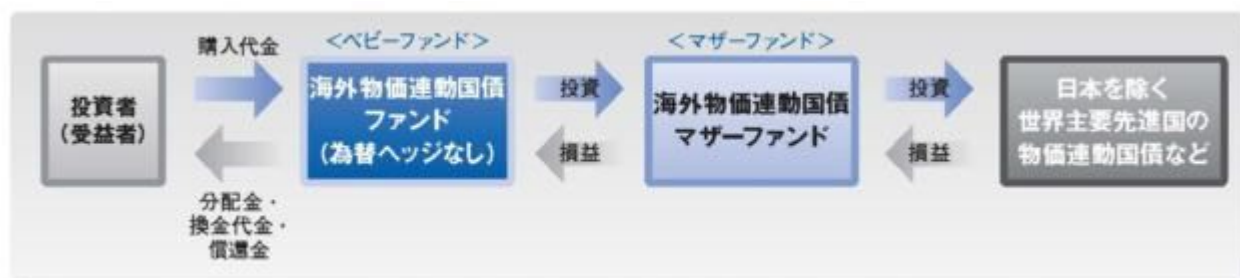 購入代金
<ベビーファンド>
<マザーファンド>
投資者
(受益者)
海外物価連動国債
ファンド
(為替ヘッジなし)
投資
損益
海外物価連動国債
マザーファンド
投資
損益
日本を除く
世界主要先進国の
物価連動国債など
分配金・
換金代金・
償還金